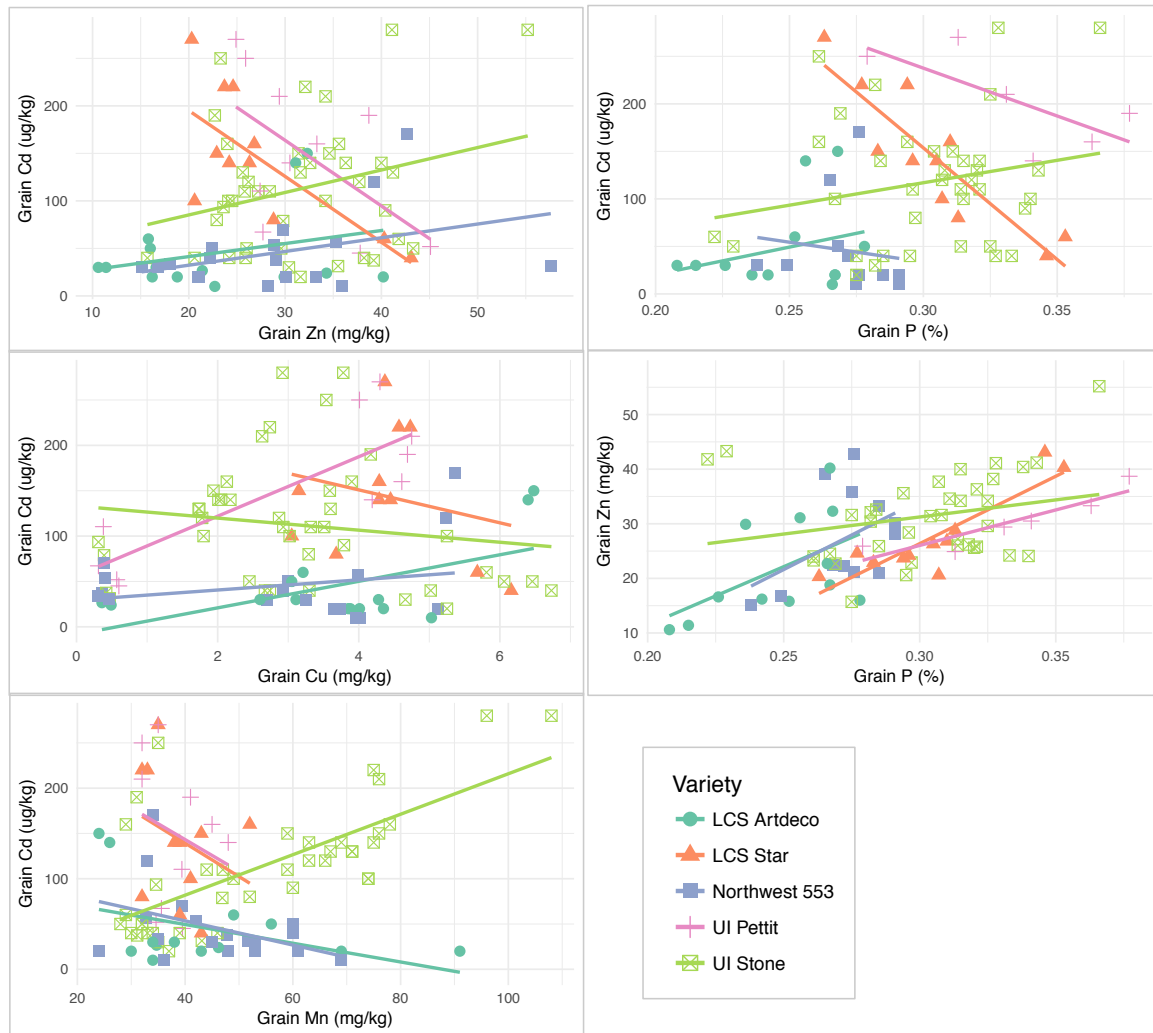 Grain Cd (ug/kg)
200
100
0
10 20 30 40 50
Grain Zn (mg/kg)
Grain Cd (ug/kg)
200
100
0
0.20 0.25 0.30 0.35
Grain P (%)
Grain Cd (ug/kg)
200
100
0
0 2 4 6
Grain Cu (mg/kg)
Grain Zn (mg/kg)
50
40
30
20
10
0.20 0.25 0.30 0.35
Grain P (%)
Grain Cd (ug/kg)
200
100
0
20 40 60 80 100
Grain Mn (mg/kg)
Variety
LCS Artdeco
LCS Star
Northwest 553
UI Pettit
UI Stone